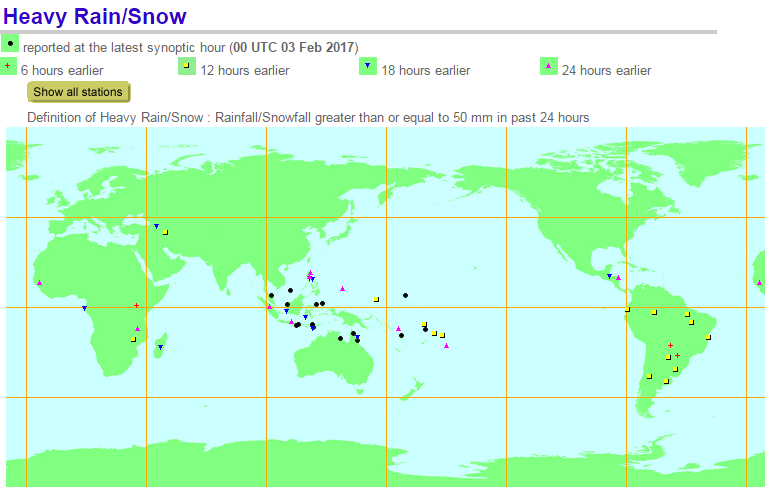 Heavy Rain/Snow
reported at the latest synoptic hour (00 UTC 03 Feb 2017)
6 hours earlier 12 hours earlier 18 hours earlier 24 hours earlier
Show all stations
Definition of Heavy Rain/Snow : Rainfall/Snowfall greater than or equal to 50 mm in past 24 hours